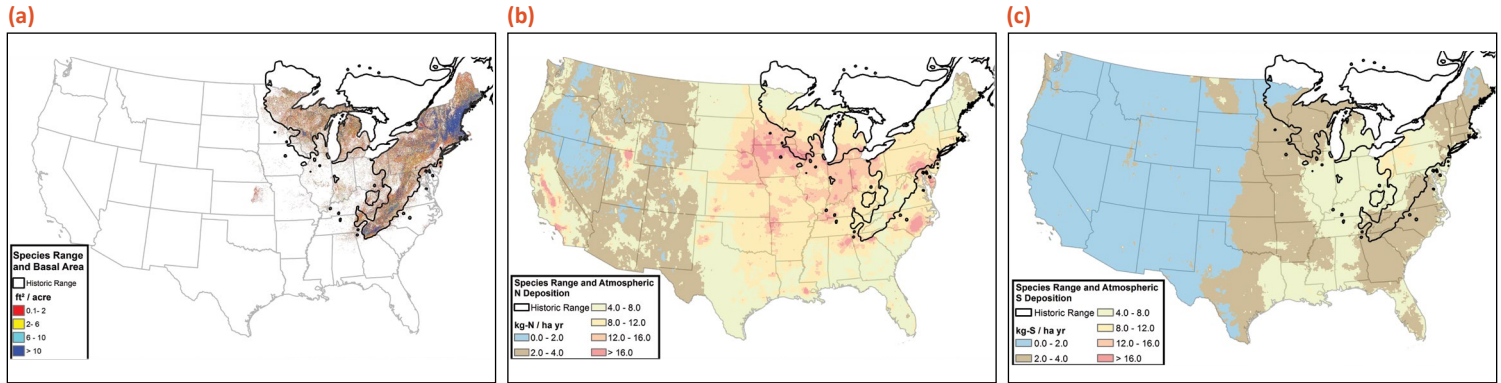 (a)
Species Range
and Basal Area
Historic Range
ft² / acre
0.1- 2
2- 6
6 - 10
> 10
(b)
Species Range and Atmospheric
N Deposition
Historic Range
kg-N / ha yr
0.0 - 2.0
2.0 - 4.0
4.0 - 8.0
8.0 - 12.0
12.0 - 16.0
> 16.0
(c)
Species Range and Atmospheric
S Deposition
Historic Range
kg-S / ha yr
0.0 - 2.0
2.0 - 4.0
4.0 - 8.0
8.0 - 12.0
12.0 - 16.0
> 16.0